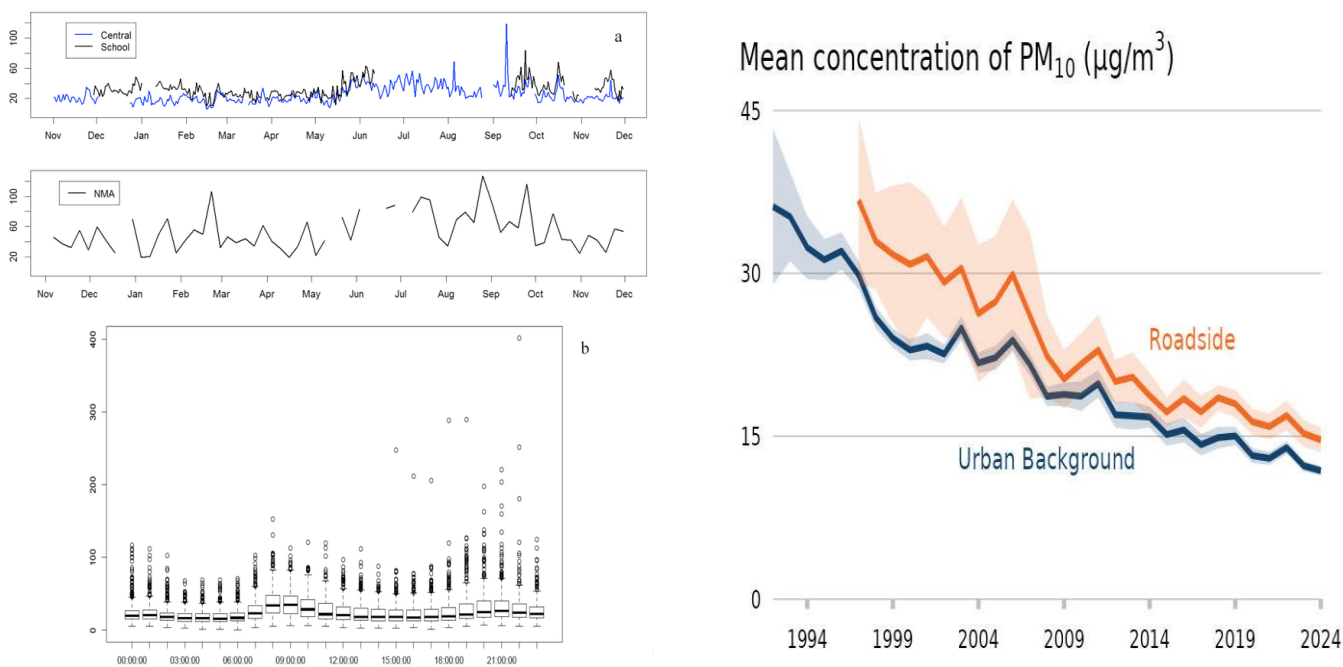 a
Central
School
100
60
20
Nov Dec Jan Feb Mar Apr May Jun Jul Aug Sep Oct Nov Dec
NMA
100
60
20
Nov Dec Jan Feb Mar Apr May Jun Jul Aug Sep Oct Nov Dec
b
400
300
200
100
0
00:00:00 03:00:00 06:00:00 09:00:00 12:00:00 15:00:00 18:00:00 21:00:00
Mean concentration of PM₁₀ (µg/m³)
45
30
15
0
Roadside
Urban Background
1994 1999 2004 2009 2014 2019 2024